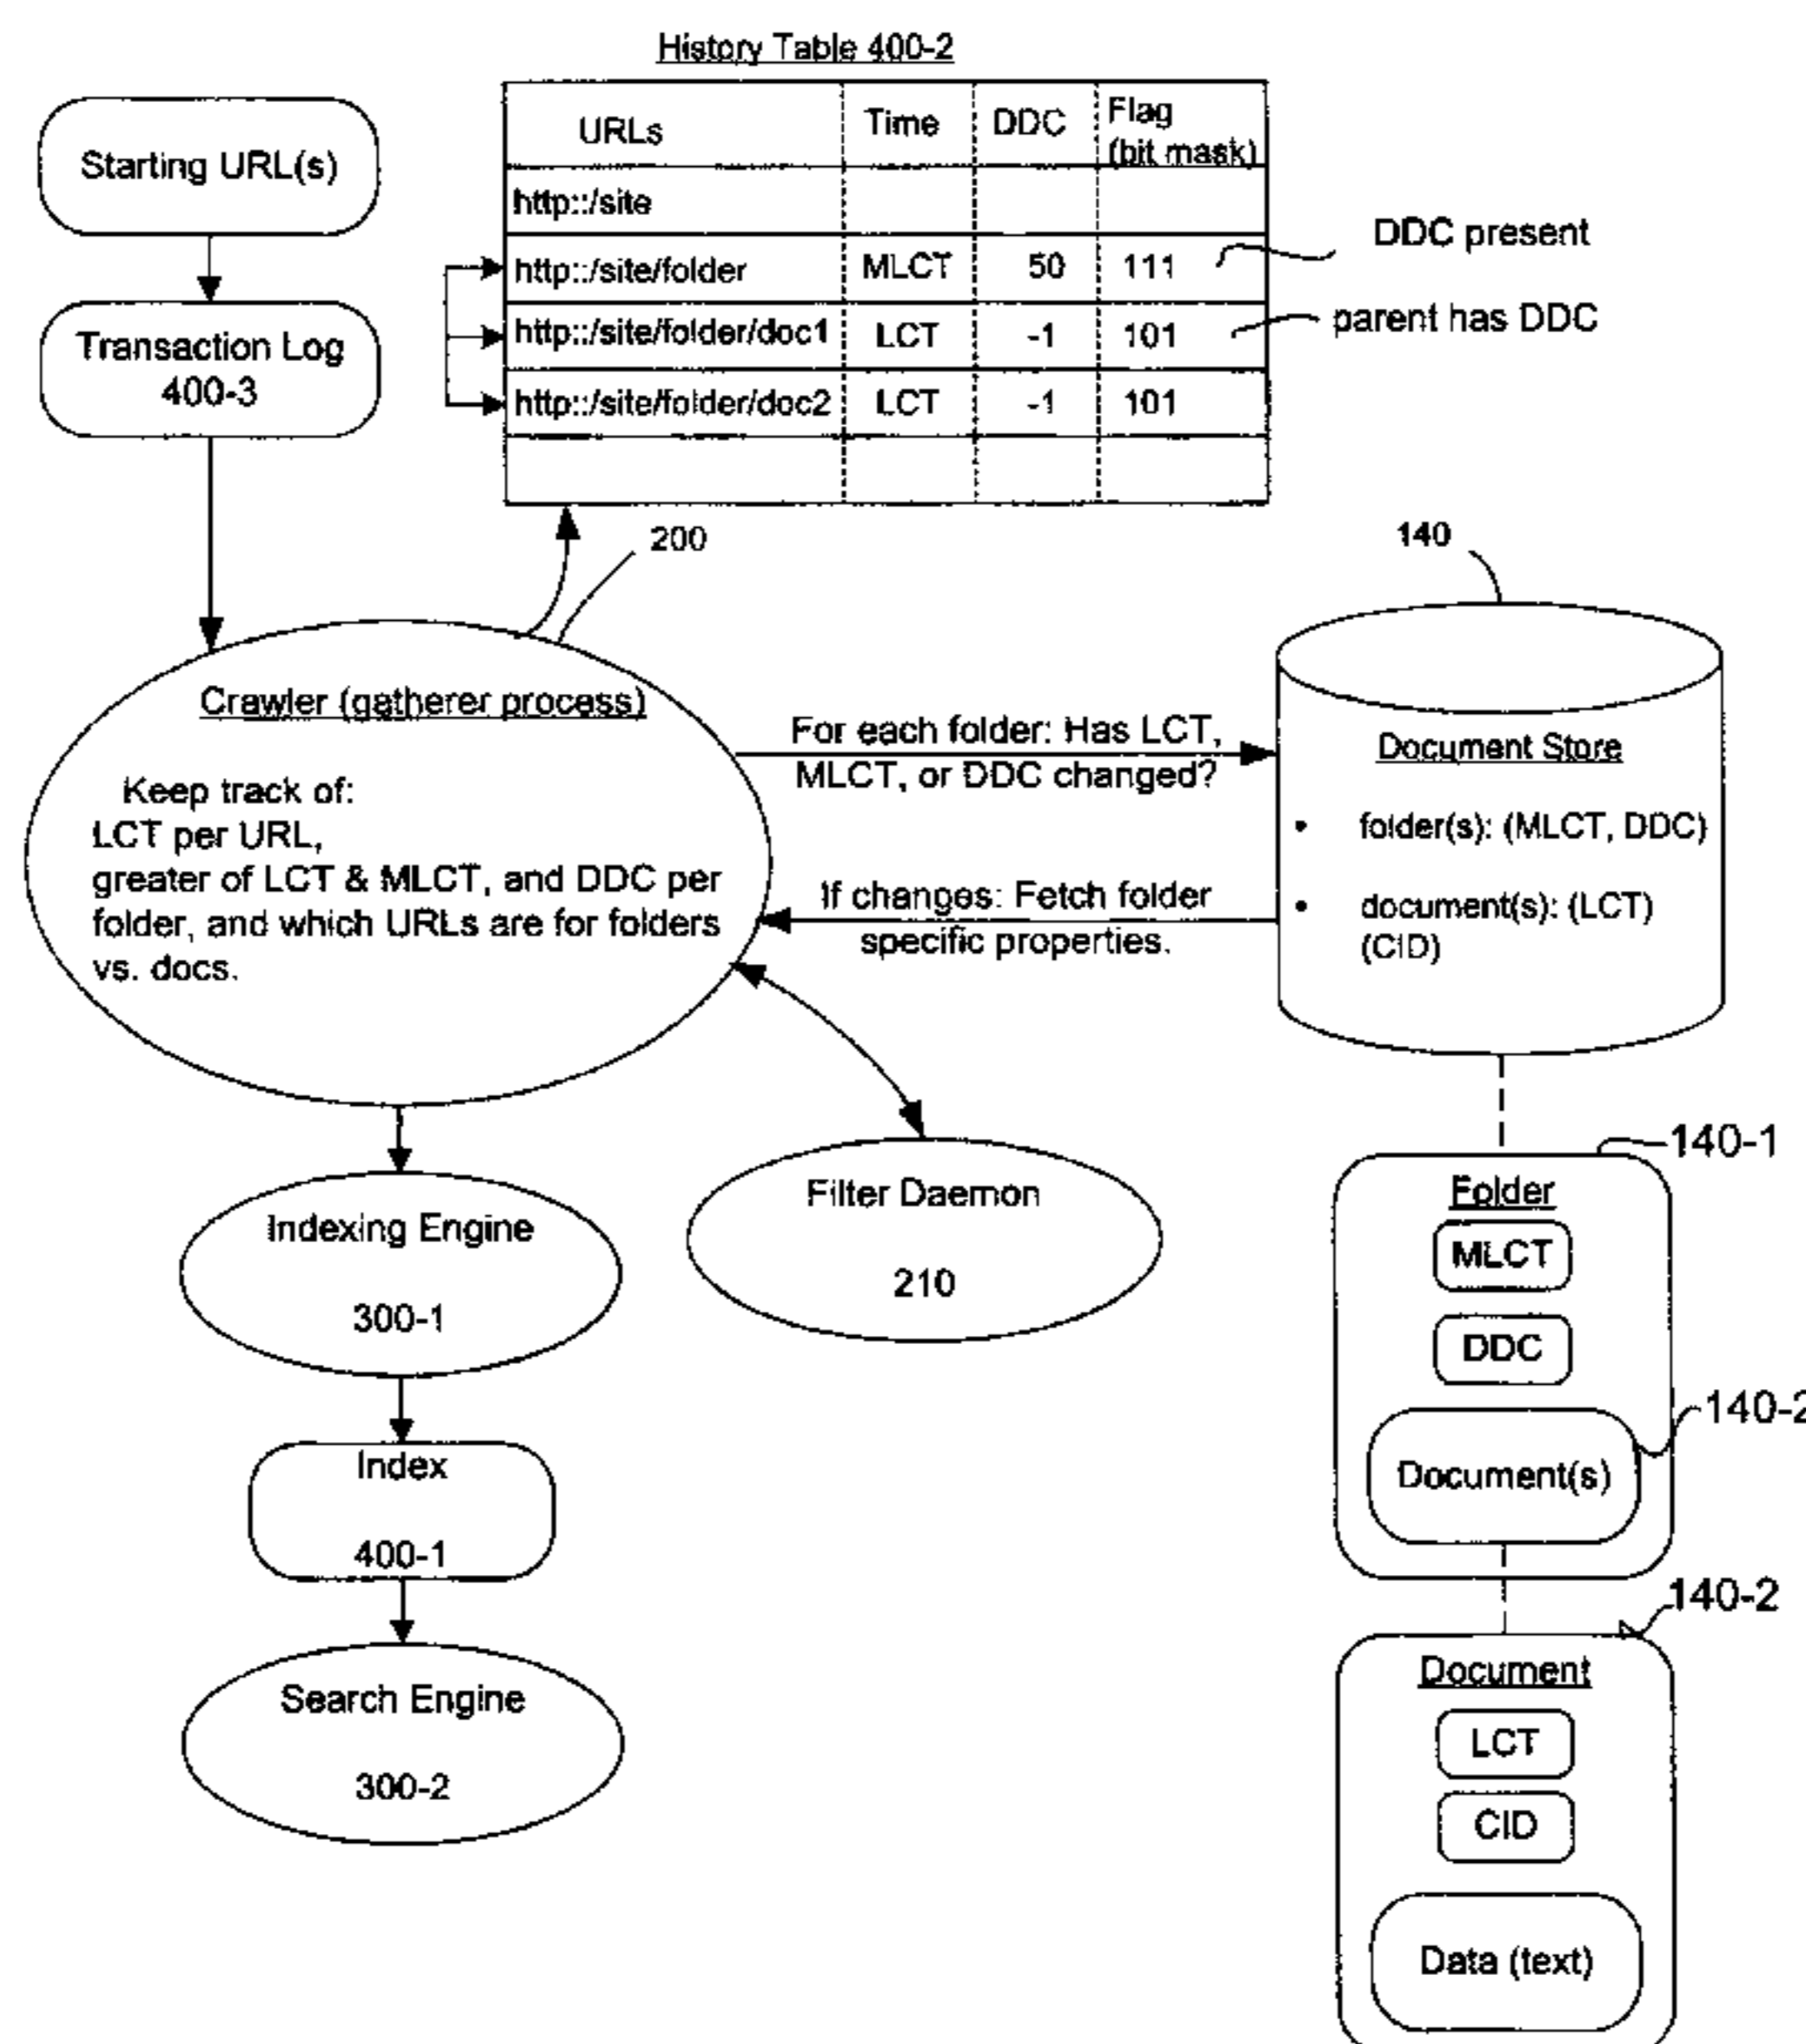 History Table 400-2
URLs Time DDC Flag (bit mask)
http::/site
http::/site/folder MLCT 50 111
http::/site/folder/doc1 LCT -1 101
http::/site/folder/doc2 LCT -1 101
DDC present
parent has DDC
Starting URL(s)
Transaction Log
400-3
200
140
Crawler (gatherer process)
Keep track of:
LCT per URL,
greater of LCT & MLCT, and DDC per
folder, and which URLs are for folders
vs. docs.
For each folder: Has LCT,
MLCT, or DDC changed?
If changes: Fetch folder
specific properties.
Document Store
• folder(s): (MLCT, DDC)
• document(s): (LCT)
(CID)
Filter Daemon
210
Indexing Engine
300-1
Index
400-1
Search Engine
300-2
140-1
Folder
MLCT
DDC
140-2
Document(s)
140-2
Document
LCT
CID
Data (text)